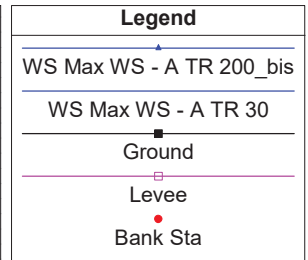 Legend
WS Max WS - A TR 200_bis
WS Max WS - A TR 30
Ground
Levee
Bank Sta